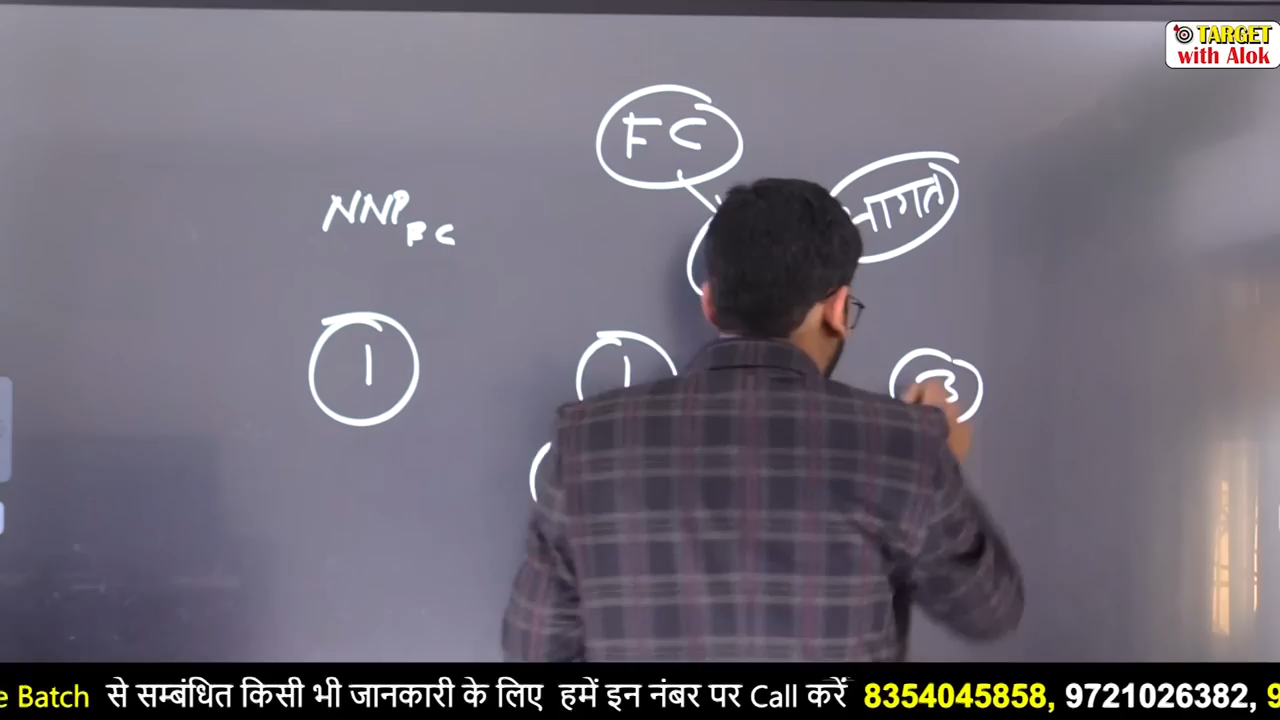 TARGET
with Alok
FC
NNP FC
1
1
3
e Batch से सम्बंधित किसी भी जानकारी के लिए हमें इन नंबर पर Call करें 8354045858, 9721026382, 9